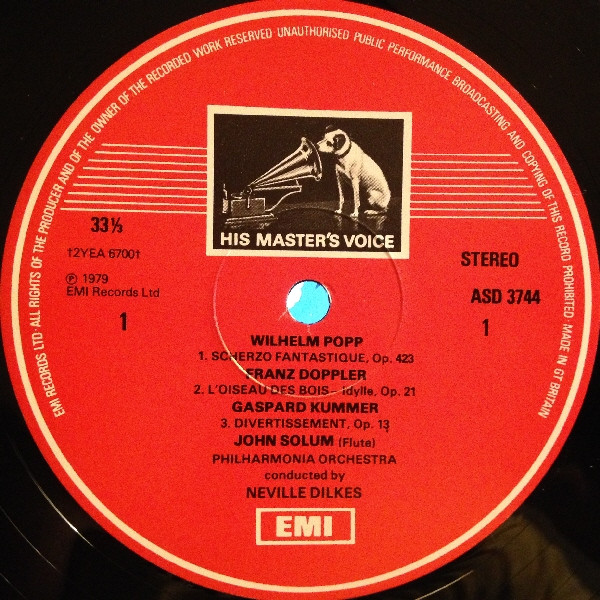 EMI RECORDS LTD · ALL RIGHTS OF THE PRODUCER AND OF THE OWNER OF THE RECORDED WORK RESERVED · UNAUTHORISED PUBLIC PERFORMANCE BROADCASTING AND COPYING OF THIS RECORD PROHIBITED · MADE IN GT BRITAIN
HIS MASTER'S VOICE
33⅓
12YEA 67001
℗ 1979
EMI Records Ltd
1
STEREO
ASD 3744
1
WILHELM POPP
1. SCHERZO FANTASTIQUE, Op. 423
FRANZ DOPPLER
2. L'OISEAU DES BOIS – Idylle, Op. 21
GASPARD KUMMER
3. DIVERTISSEMENT, Op. 13
JOHN SOLUM (Flute)
PHILHARMONIA ORCHESTRA
conducted by
NEVILLE DILKES
EMI